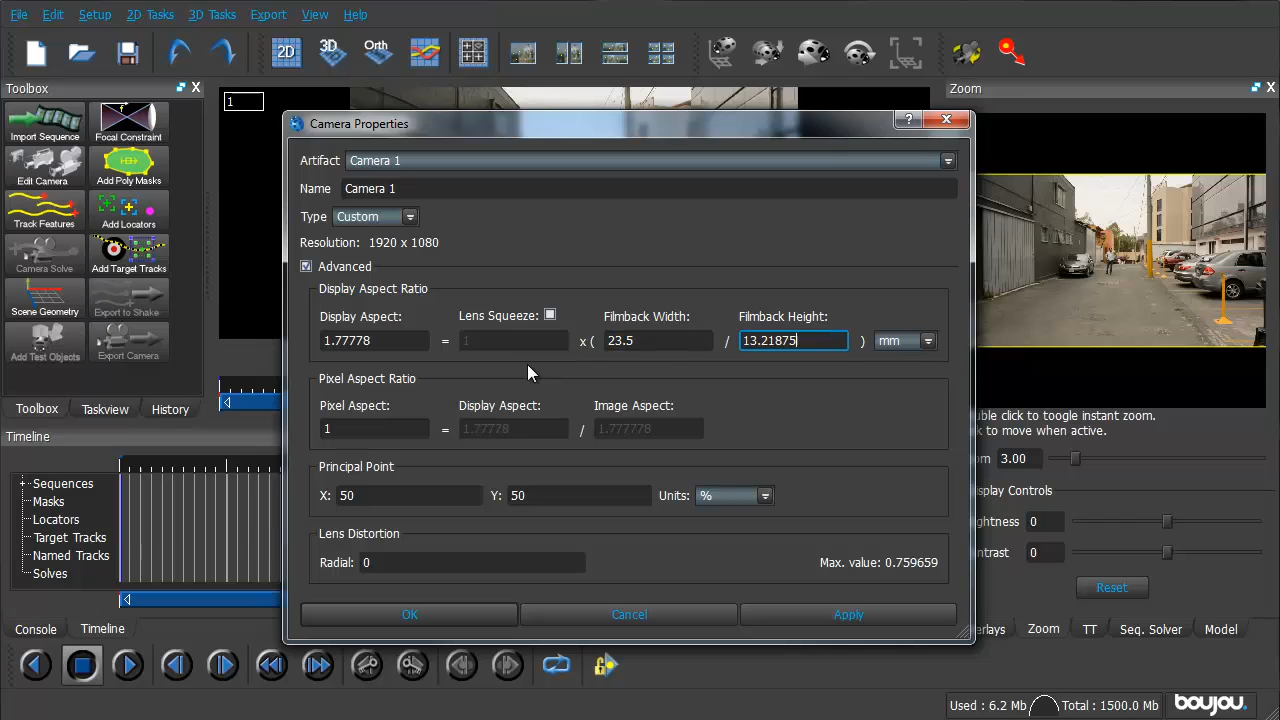 File Edit Setup 2D Tasks 3D Tasks Export View Help
2D 3D Orth
Toolbox
Zoom
Import Sequence
Focal Constraint
Edit Camera
Add Poly Masks
Track Features
Add Locators
Camera Solve
Add Target Tracks
Scene Geometry
Export to Shake
Add Test Objects
Export Camera
Toolbox Taskview History
1
Camera Properties
?
Artifact Camera 1
Name Camera 1
Type Custom
Resolution: 1920 x 1080
Advanced
Display Aspect Ratio
Display Aspect: Lens Squeeze: Filmback Width: Filmback Height:
1.77778 = 1 x ( 23.5 / 13.21875 ) mm
Pixel Aspect Ratio
Pixel Aspect: Display Aspect: Image Aspect:
1 = 1.77778 / 1.777778
Principal Point
X: 50 Y: 50 Units: %
Lens Distortion
Radial: 0 Max. value: 0.759659
OK Cancel Apply
uble click to toogle instant zoom.
k to move when active.
om 3.00
isplay Controls
ightness 0
ontrast 0
Reset
erlays Zoom TT Seq. Solver Model
Timeline
Sequences
Masks
Locators
Target Tracks
Named Tracks
Solves
Console Timeline
Used : 6.2 Mb Total : 1500.0 Mb
boujou.